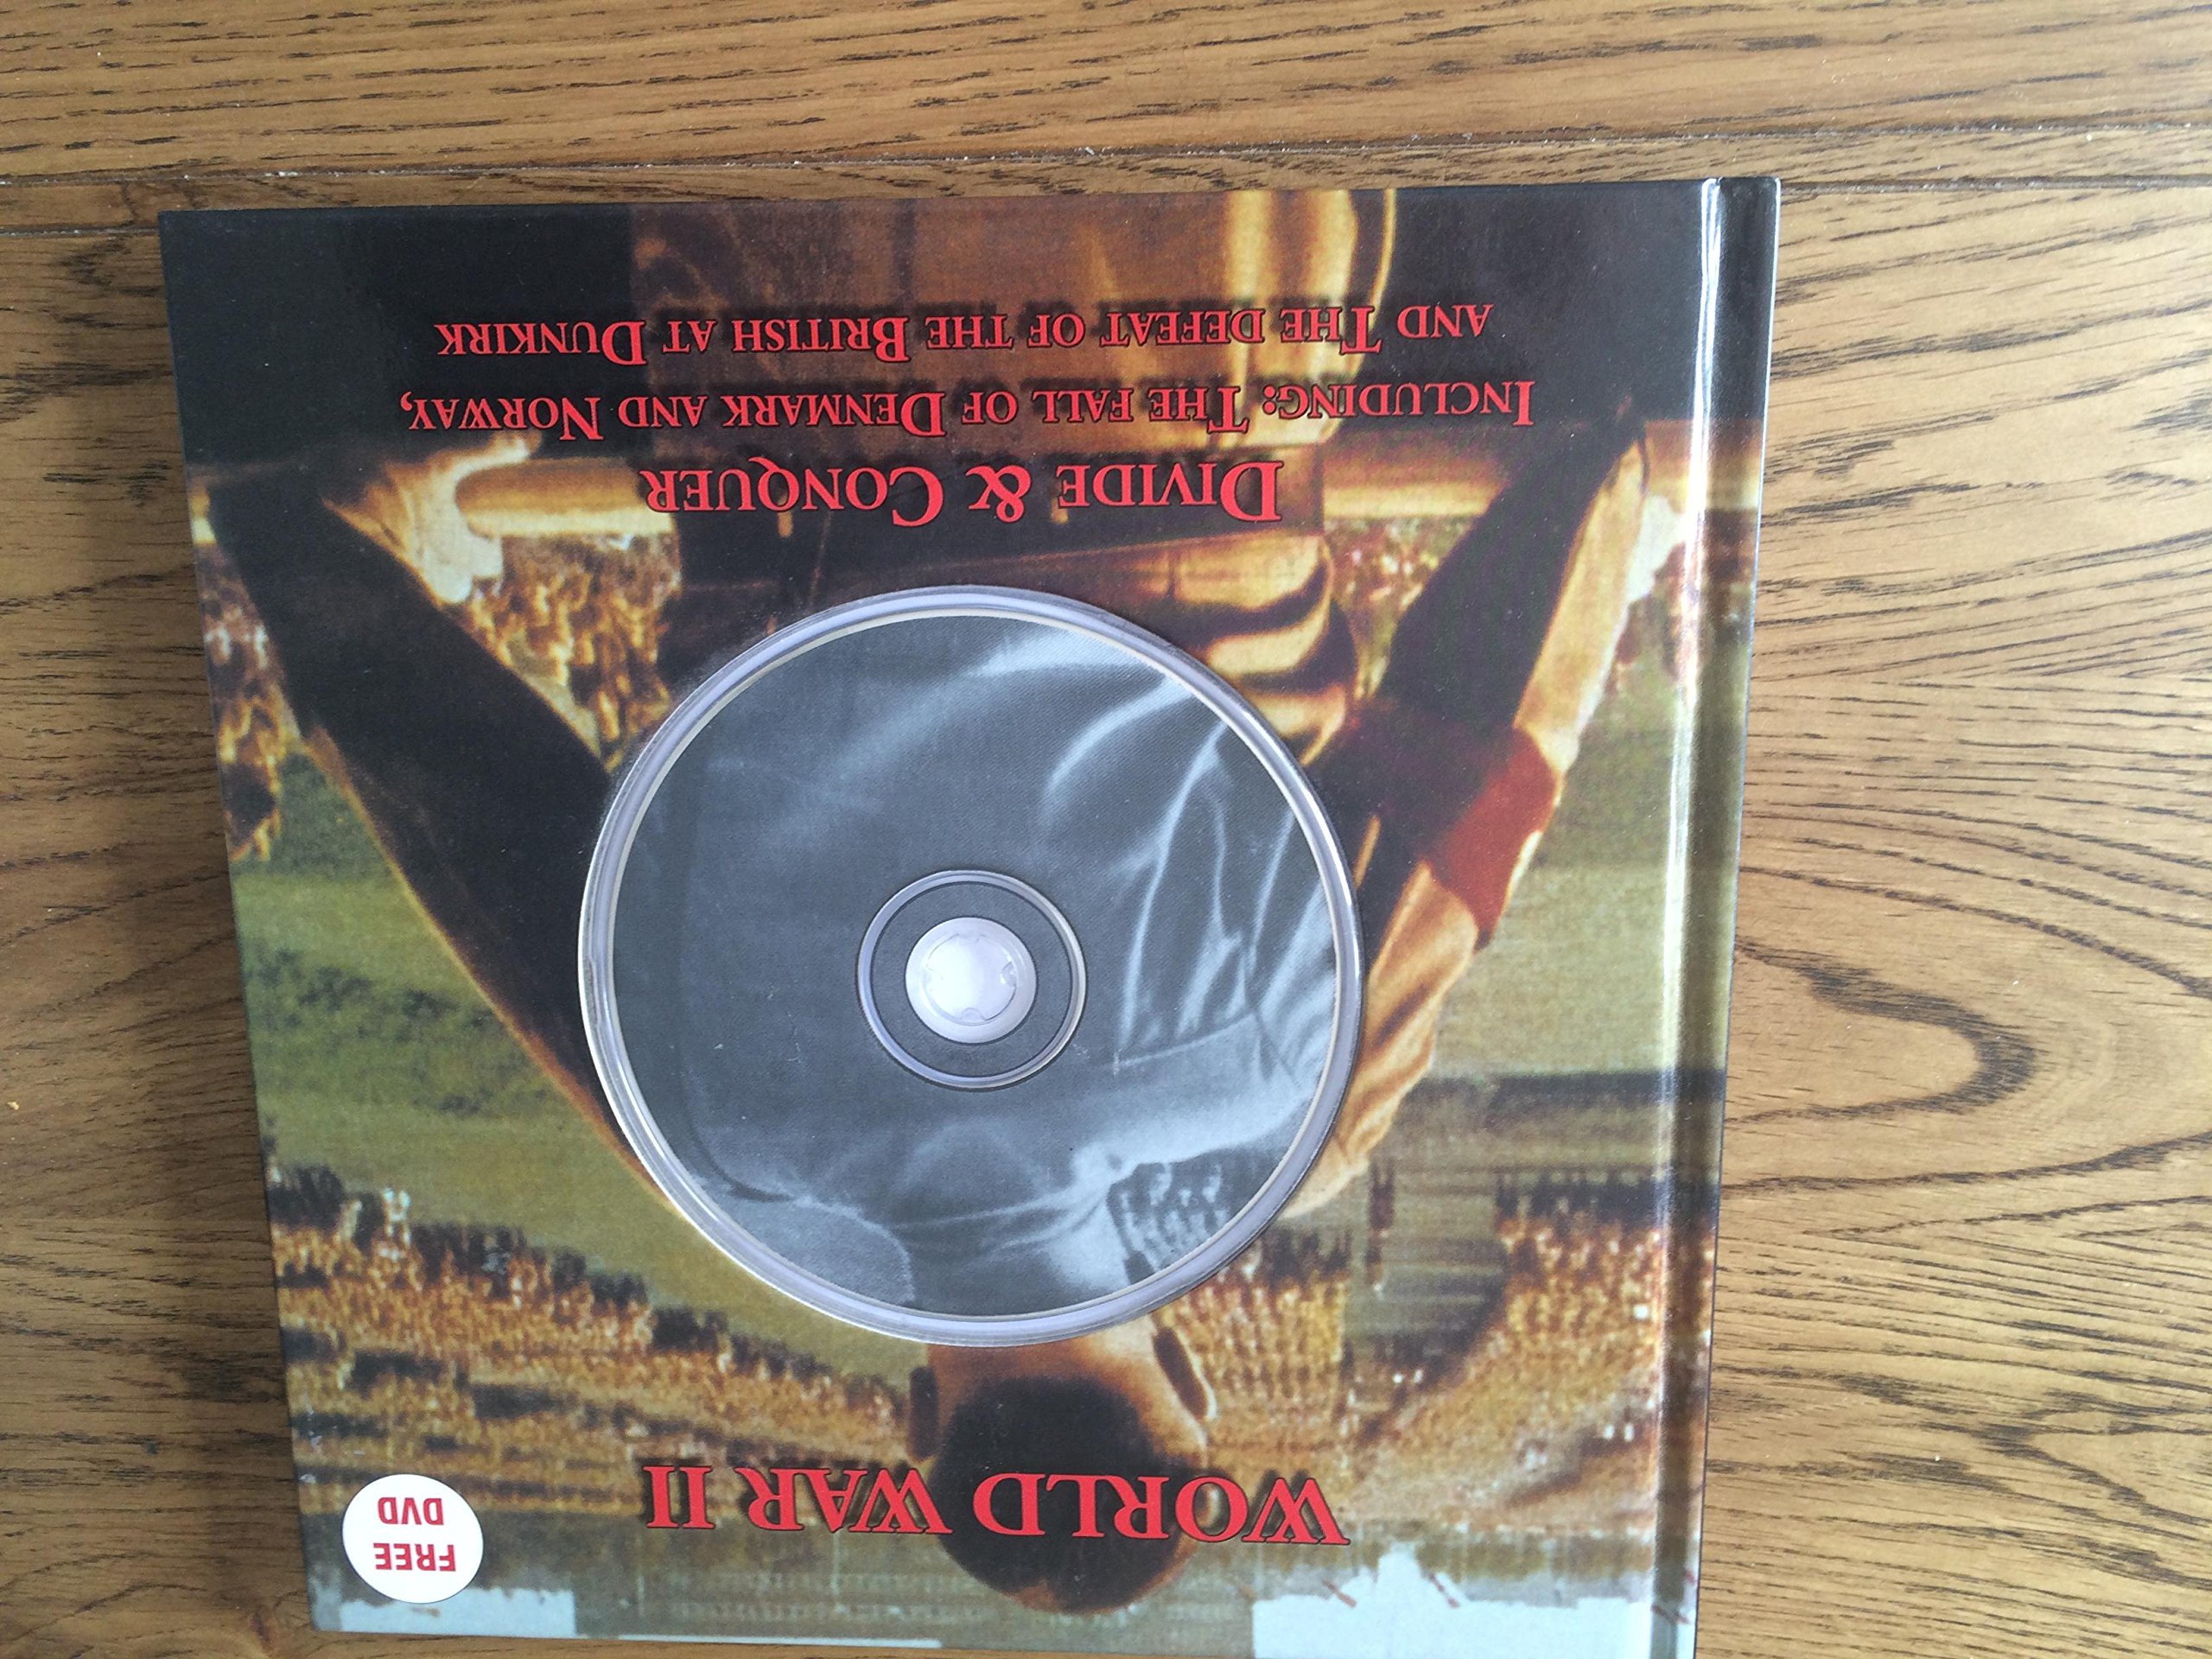 WORLD WAR II
FREE
DVD
DIVIDE & CONQUER
INCLUDING: THE FALL OF DENMARK AND NORWAY,
AND THE DEFEAT OF THE BRITISH AT DUNKIRK